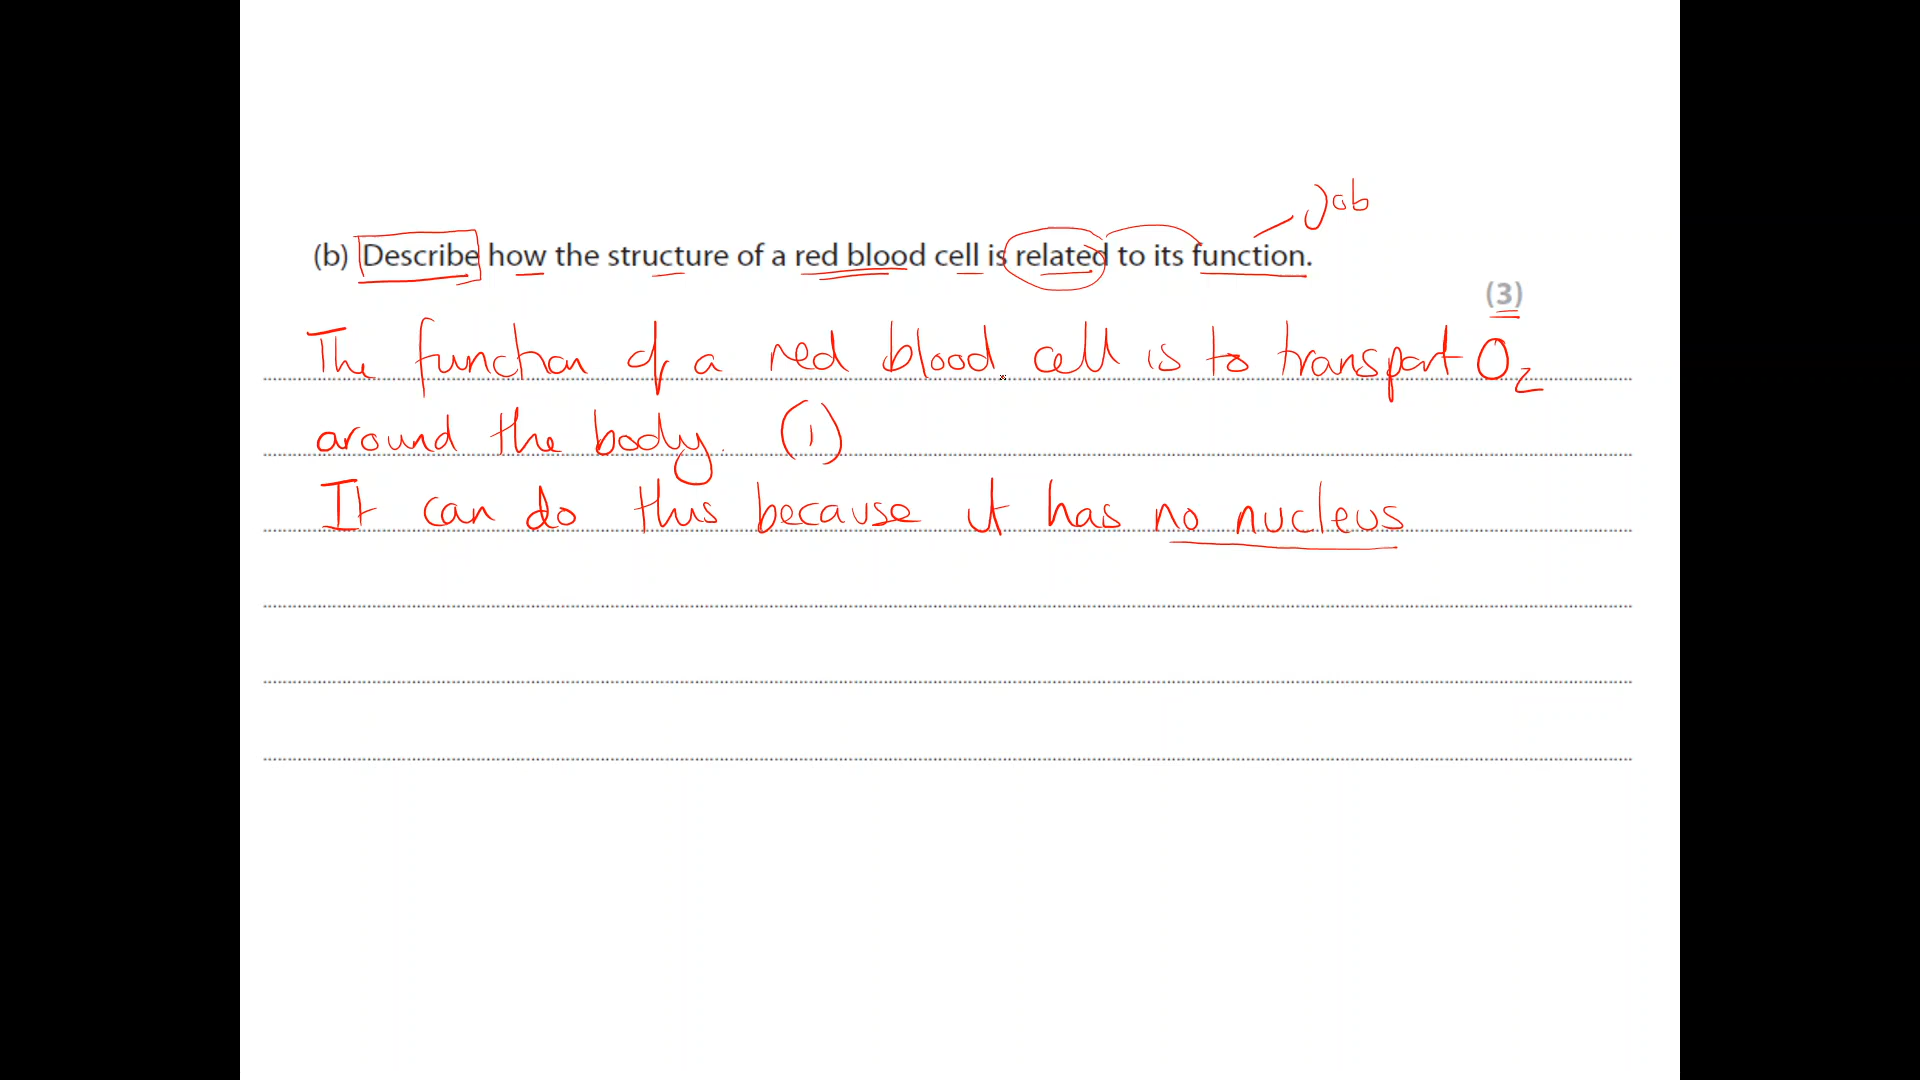 Job
(b) Describe how the structure of a red blood cell is related to its function.
(3)
The function of a red blood cell is to transport O₂
around the body. (1)
It can do this because it has no nucleus